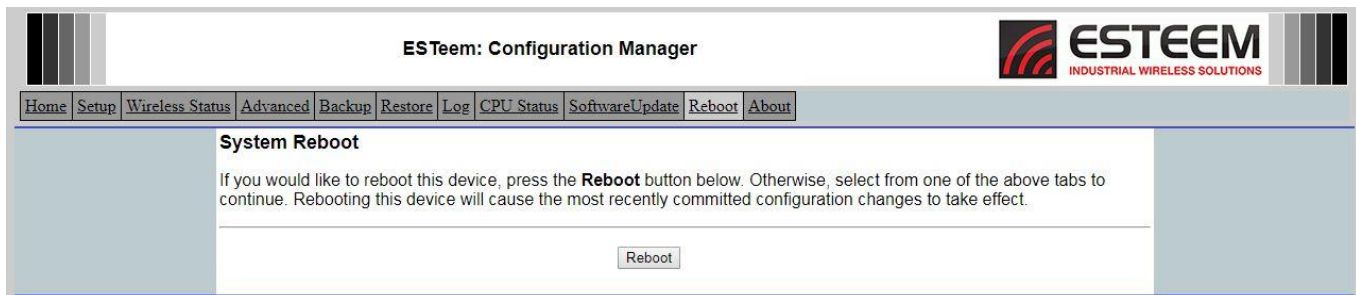 ESTeem: Configuration Manager
ESTEEM
INDUSTRIAL WIRELESS SOLUTIONS
Home Setup Wireless Status Advanced Backup Restore Log CPU Status SoftwareUpdate Reboot About
System Reboot
If you would like to reboot this device, press the Reboot button below. Otherwise, select from one of the above tabs to
continue. Rebooting this device will cause the most recently committed configuration changes to take effect.
Reboot